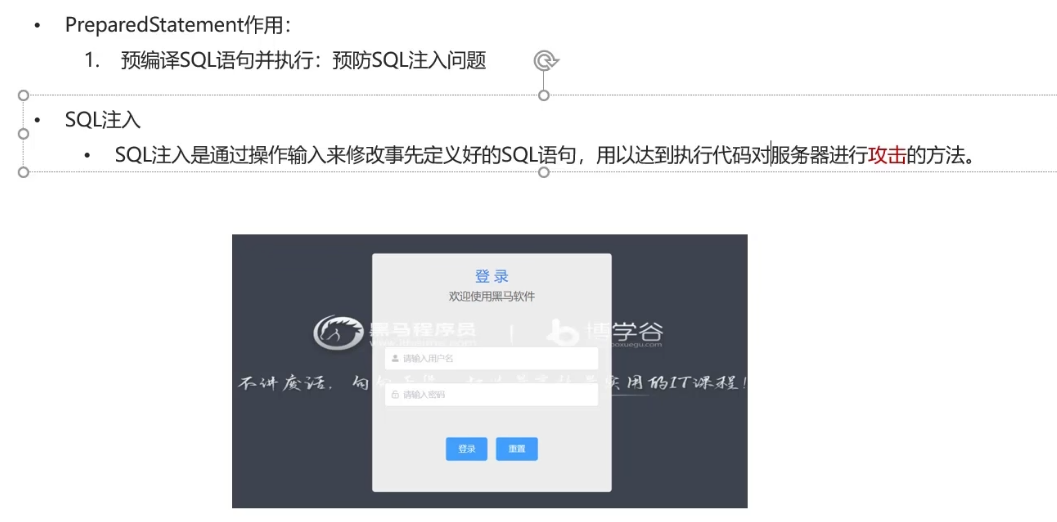 • PreparedStatement作用：
1. 预编译SQL语句并执行：预防SQL注入问题
• SQL注入
• SQL注入是通过操作输入来修改事先定义好的SQL语句，用以达到执行代码对服务器进行攻击的方法。
登 录
欢迎使用黑马软件
黑马程序员
博学谷
请输入用户名
不讲废话，
实用的IT课程！
请输入密码
登录
重置